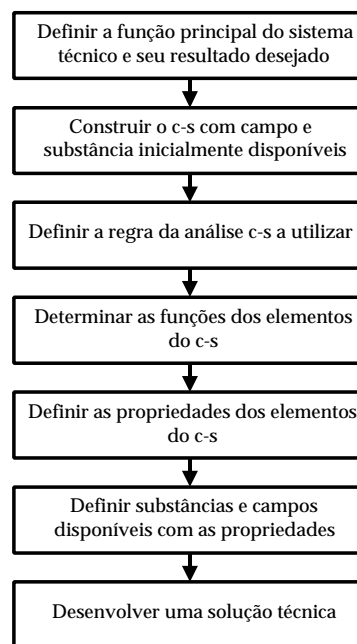 Definir a função principal do sistema
técnico e seu resultado desejado
Construir o c-s com campo e
substância inicialmente disponíveis
Definir a regra da análise c-s a utilizar
Determinar as funções dos elementos
do c-s
Definir as propriedades dos elementos
do c-s
Definir substâncias e campos
disponíveis com as propriedades
Desenvolver uma solução técnica